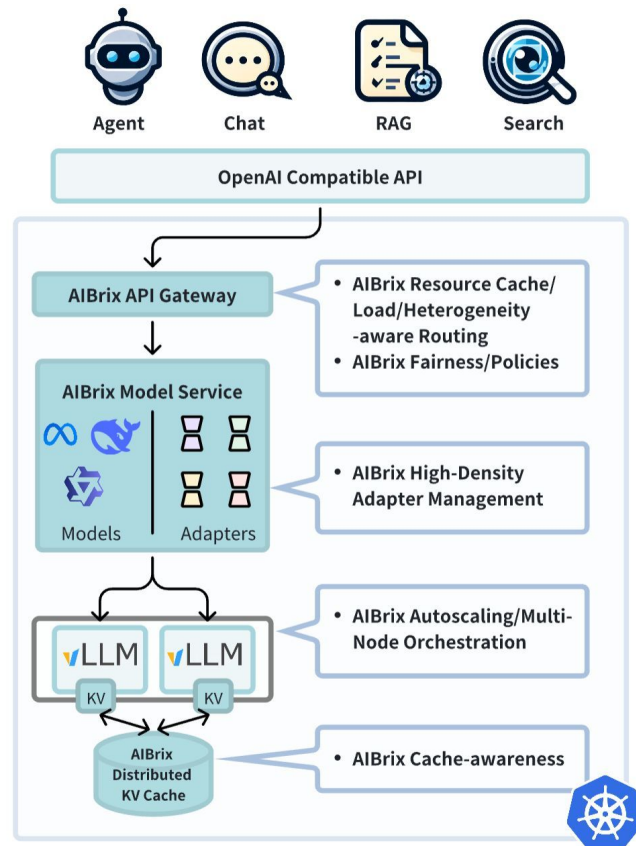 Agent
Chat
RAG
Search
OpenAI Compatible API
AIBrix API Gateway
• AIBrix Resource Cache/
Load/Heterogeneity
-aware Routing
• AIBrix Fairness/Policies
AIBrix Model Service
Models
Adapters
• AIBrix High-Density
Adapter Management
• AIBrix Autoscaling/Multi-
Node Orchestration
vLLM
vLLM
KV
KV
AIBrix
Distributed
KV Cache
• AIBrix Cache-awareness